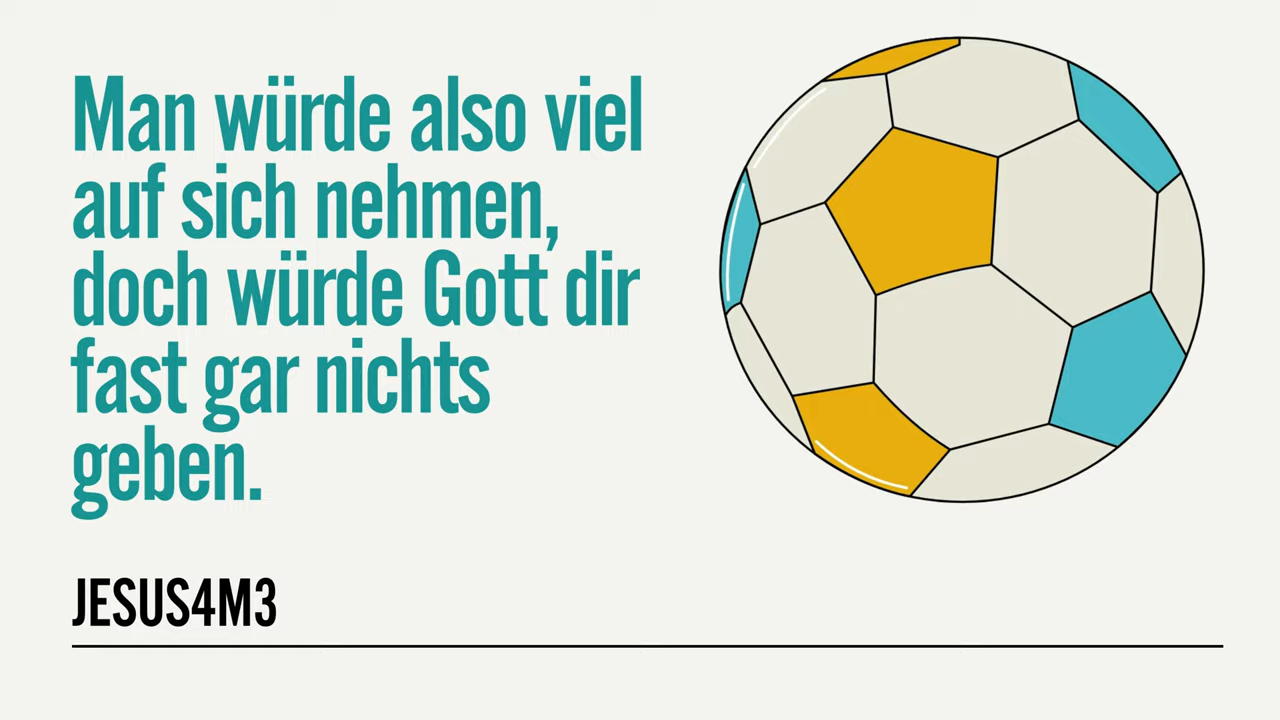 Man würde also viel
auf sich nehmen,
doch würde Gott dir
fast gar nichts
geben.
JESUS4M3